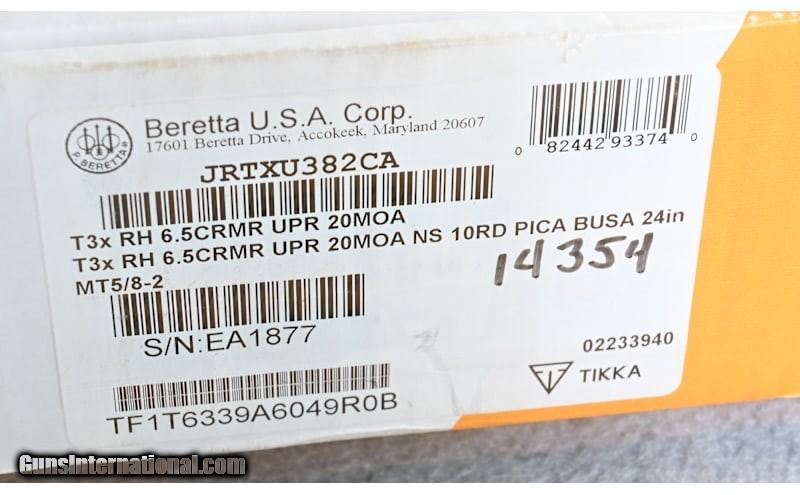 Beretta U.S.A. Corp.
17601 Beretta Drive, Accokeek, Maryland 20607
P. BERETTA
JRTXU382CA
0 82442 93374 0
T3x RH 6.5CRMR UPR 20MOA
T3x RH 6.5CRMR UPR 20MOA NS 10RD PICA BUSA 24in
MT5/8-2
14354
S/N:EA1877
02233940
TIKKA
TF1T6339A6049R0B
GunsInternational.com